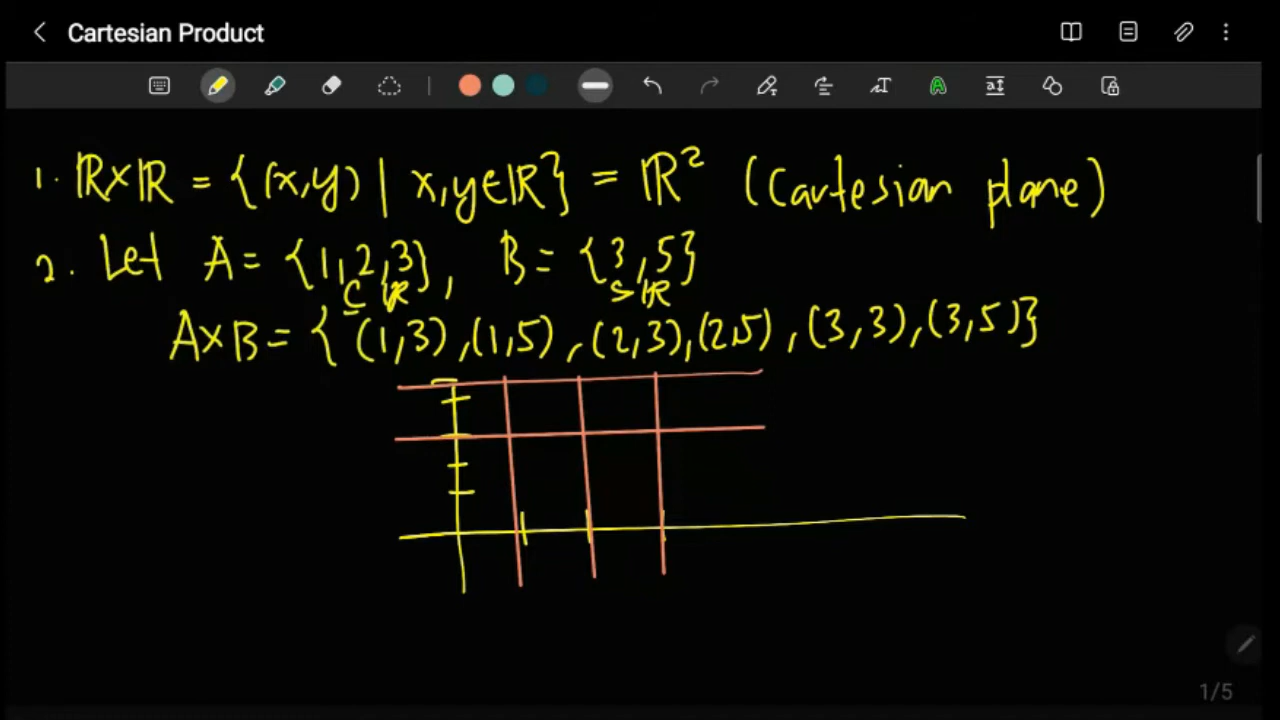 Cartesian Product
1. ℝ×ℝ = {(x,y) | x,y∈ℝ} = ℝ² (Cartesian plane)
2. Let A = {1,2,3}, B = {3,5}
⊆ ℝ ⊆ ℝ
A×B = { (1,3), (1,5), (2,3), (2,5), (3,3), (3,5)}
1/5